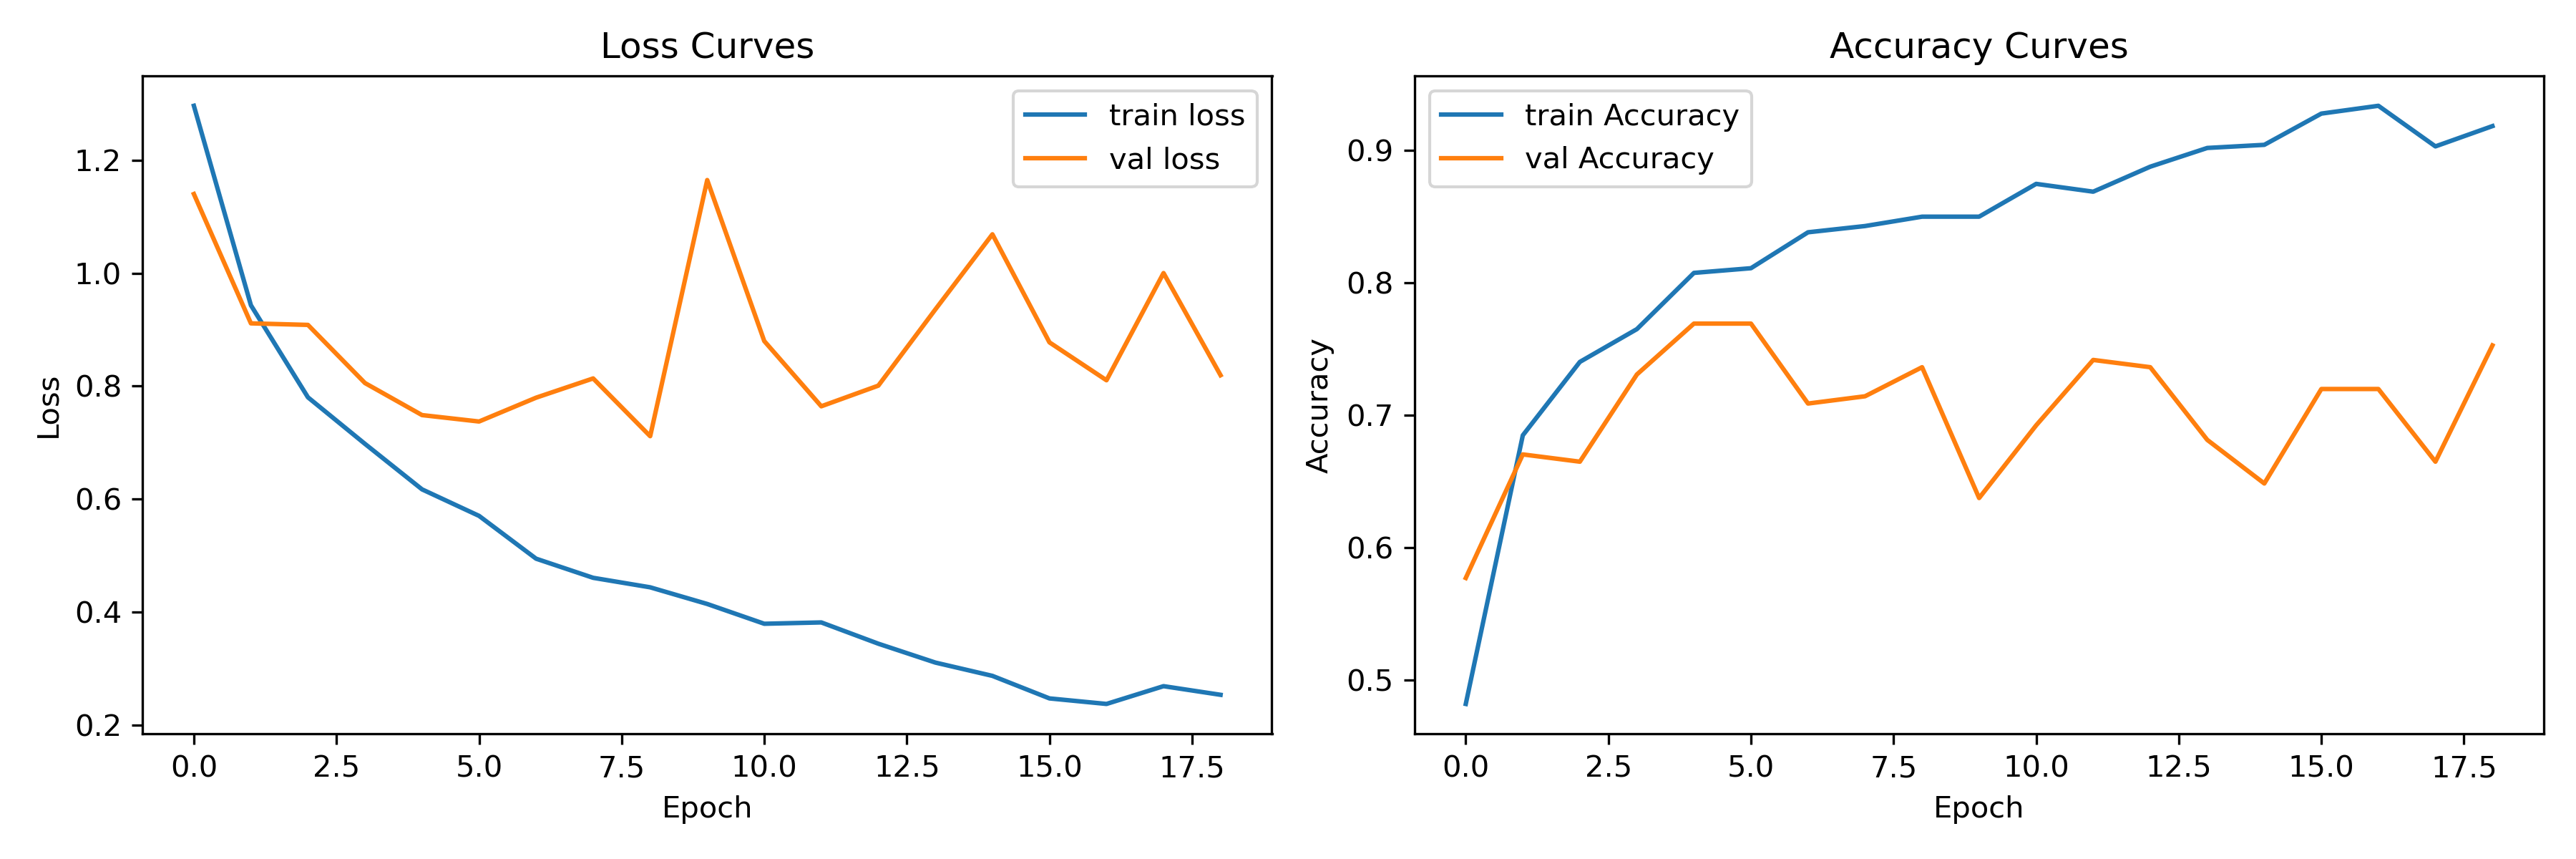 Loss Curves
train loss
val loss
1.2
1.0
0.8
0.6
0.4
0.2
Loss
0.0 2.5 5.0 7.5 10.0 12.5 15.0 17.5
Epoch
Accuracy Curves
train Accuracy
val Accuracy
0.9
0.8
0.7
0.6
0.5
Accuracy
0.0 2.5 5.0 7.5 10.0 12.5 15.0 17.5
Epoch